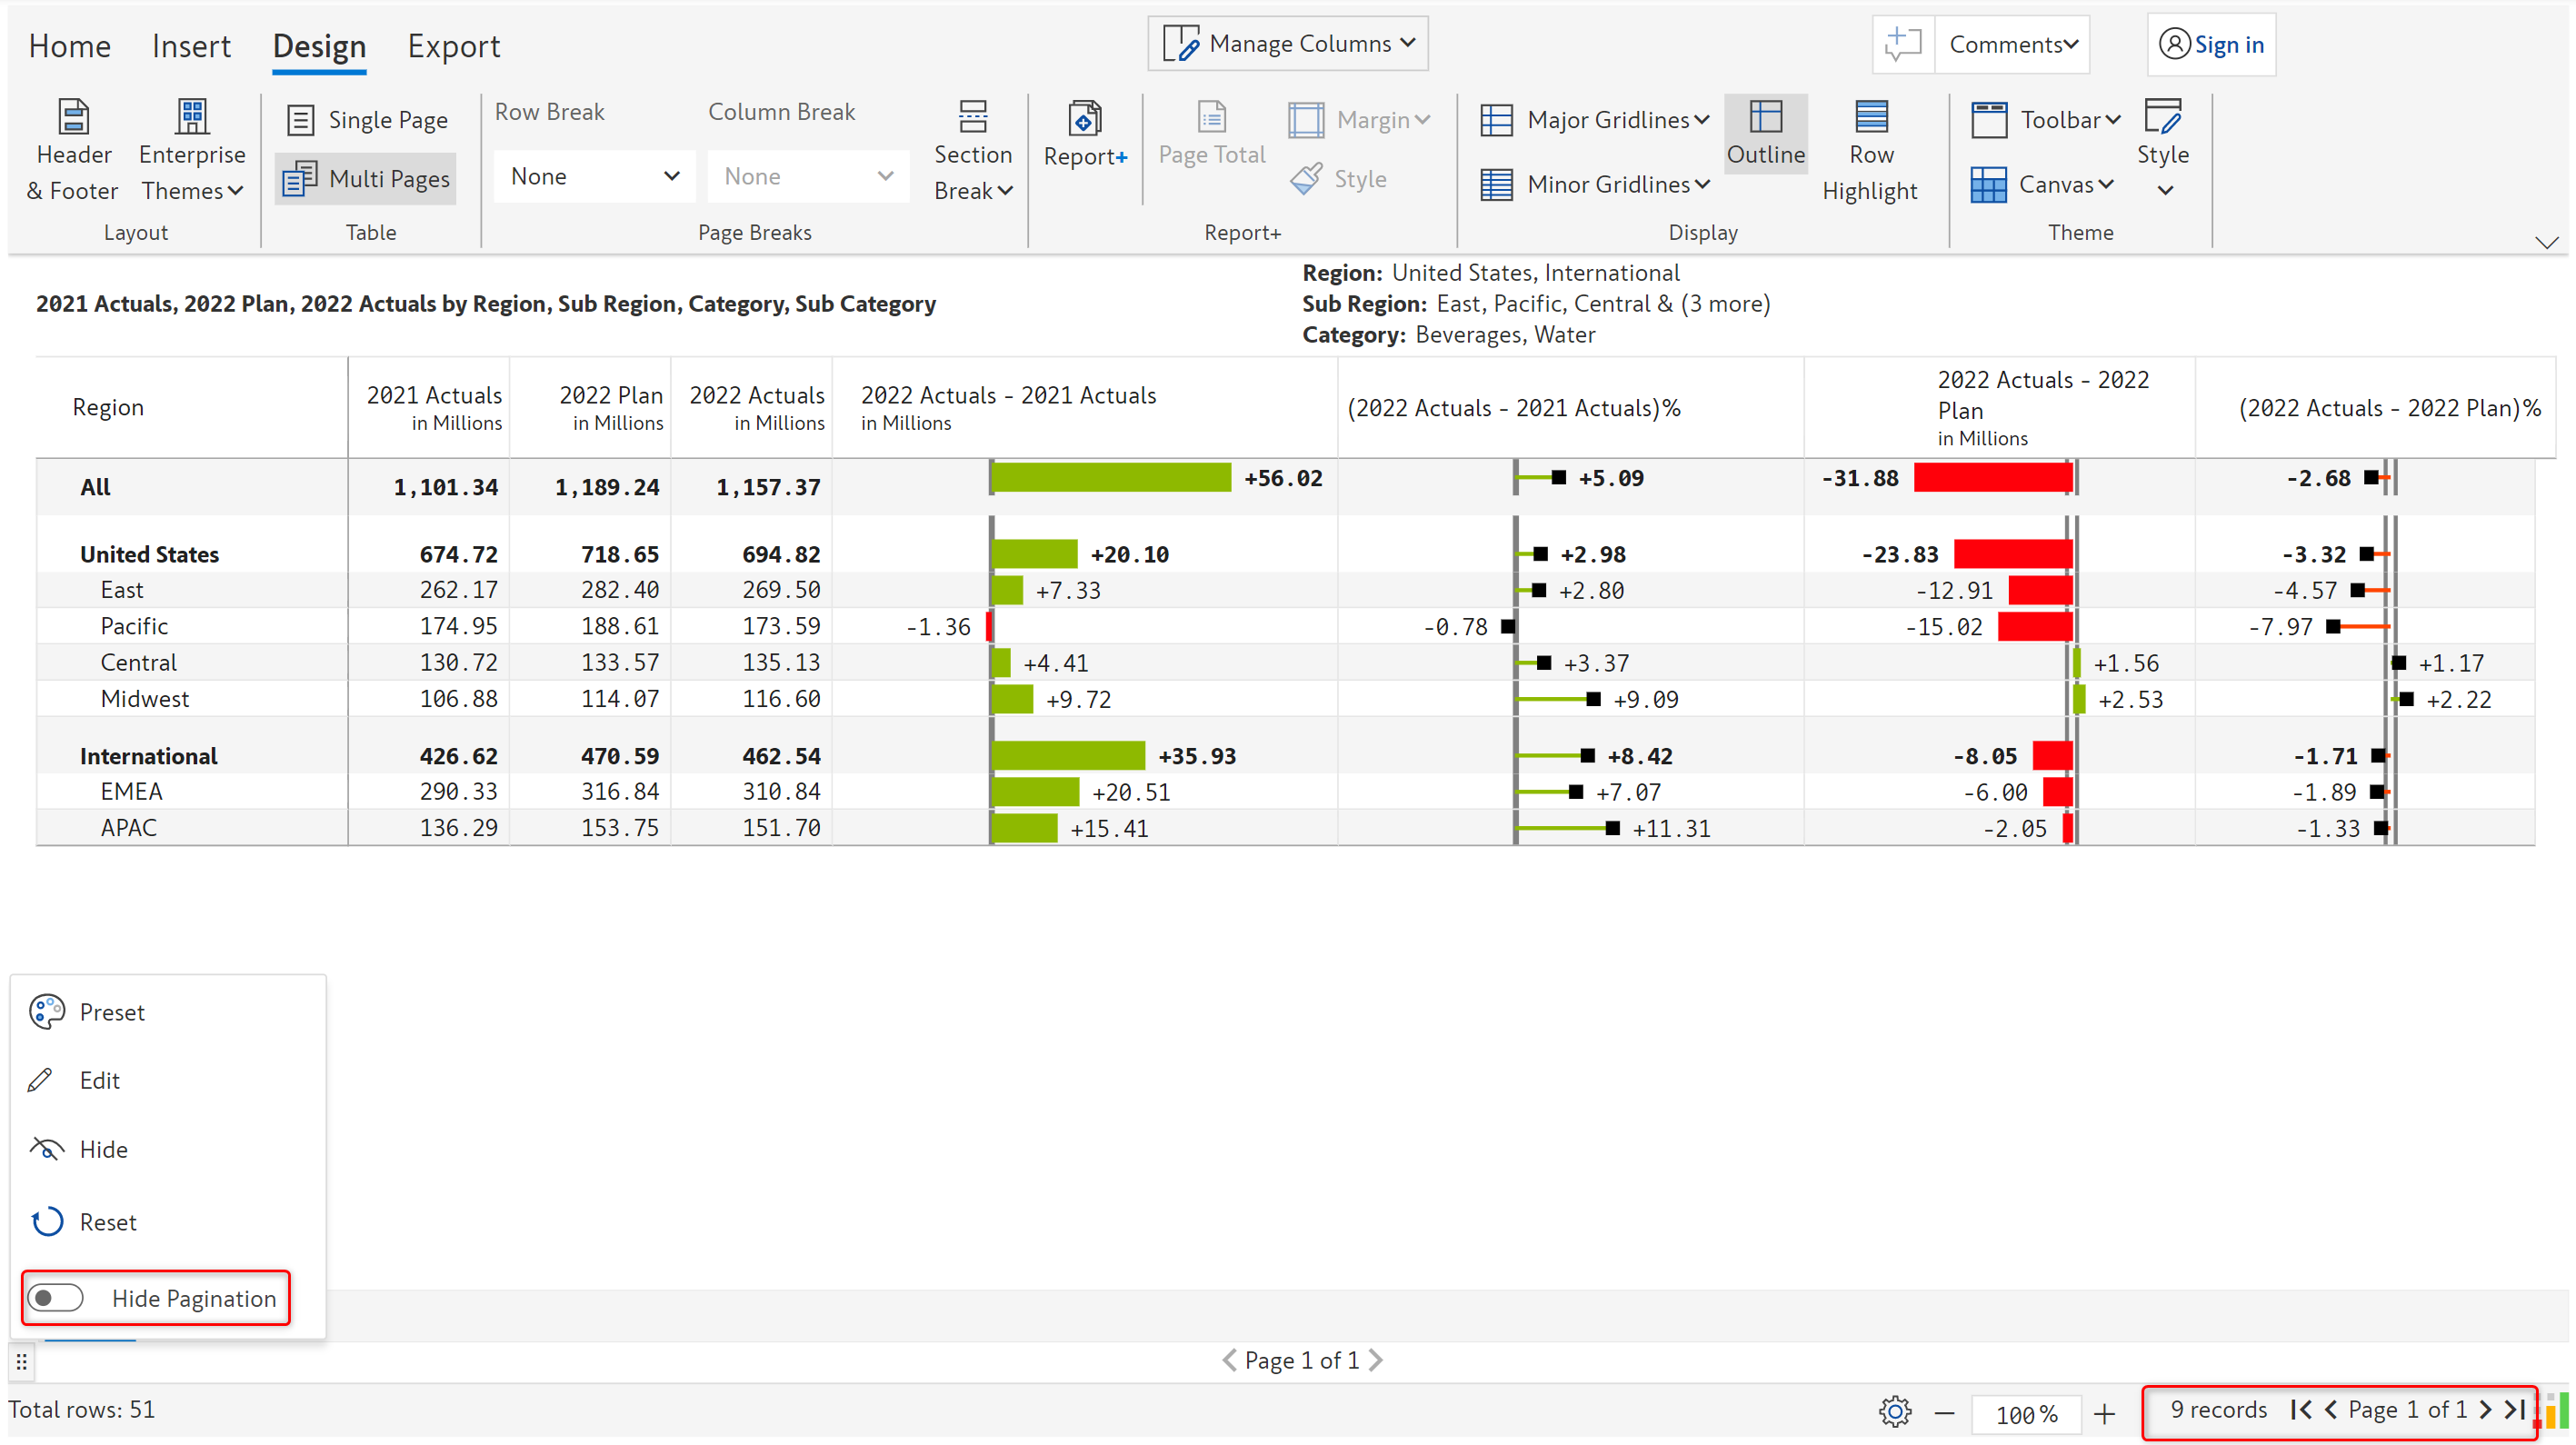 Home Insert Design Export Manage Columns Comments Sign in
Header & Footer Enterprise Themes Single Page Multi Pages Row Break None Column Break None Section Break Report+ Page Total Margin Style Major Gridlines Minor Gridlines Outline Row Highlight Toolbar Canvas Style
Layout Table Page Breaks Report+ Display Theme
Region: United States, International
2021 Actuals, 2022 Plan, 2022 Actuals by Region, Sub Region, Category, Sub Category
Sub Region: East, Pacific, Central & (3 more)
Category: Beverages, Water
Region 2021 Actuals in Millions 2022 Plan in Millions 2022 Actuals in Millions 2022 Actuals - 2021 Actuals in Millions (2022 Actuals - 2021 Actuals)% 2022 Actuals - 2022 Plan in Millions (2022 Actuals - 2022 Plan)%
All 1,101.34 1,189.24 1,157.37 +56.02 +5.09 -31.88 -2.68
United States 674.72 718.65 694.82 +20.10 +2.98 -23.83 -3.32
East 262.17 282.40 269.50 +7.33 +2.80 -12.91 -4.57
Pacific 174.95 188.61 173.59 -1.36 -0.78 -15.02 -7.97
Central 130.72 133.57 135.13 +4.41 +3.37 +1.56 +1.17
Midwest 106.88 114.07 116.60 +9.72 +9.09 +2.53 +2.22
International 426.62 470.59 462.54 +35.93 +8.42 -8.05 -1.71
EMEA 290.33 316.84 310.84 +20.51 +7.07 -6.00 -1.89
APAC 136.29 153.75 151.70 +15.41 +11.31 -2.05 -1.33
Preset
Edit
Hide
Reset
Hide Pagination
Page 1 of 1
Total rows: 51 100% 9 records Page 1 of 1